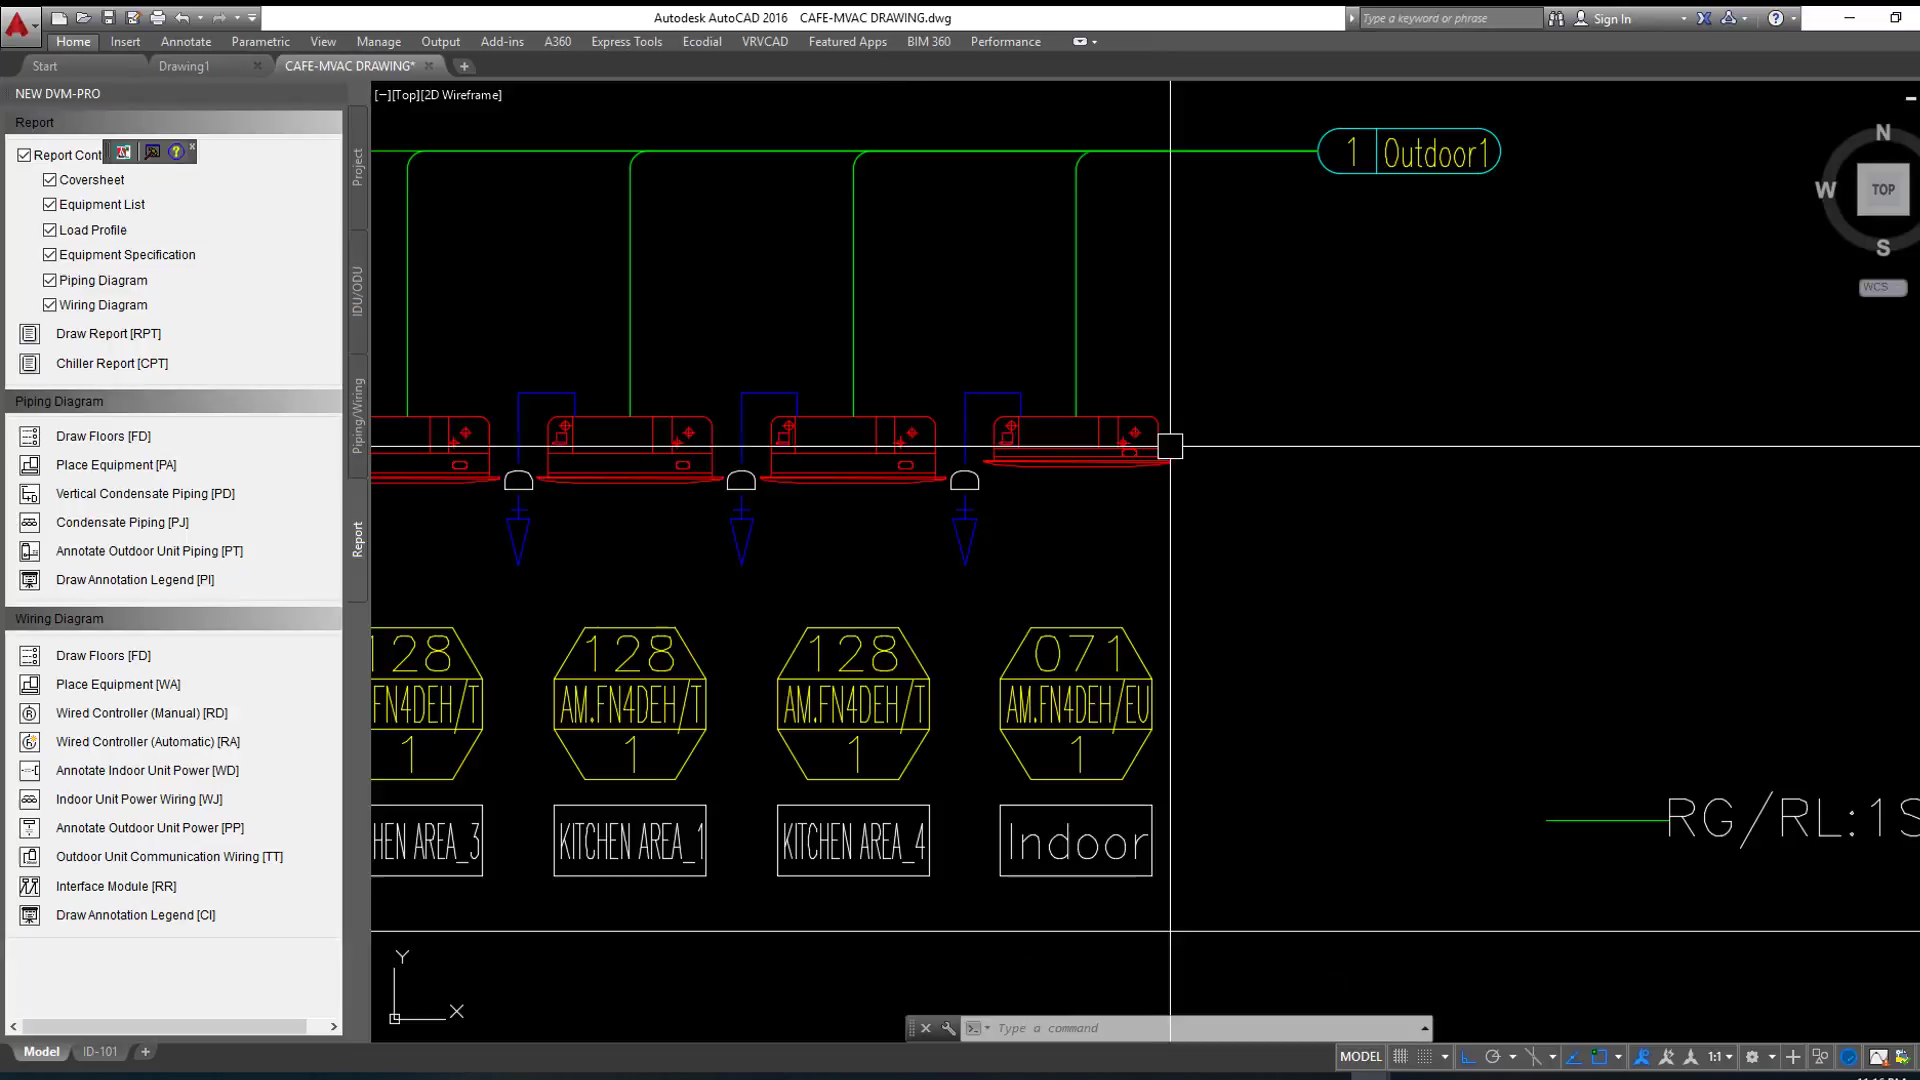 Autodesk AutoCAD 2016 CAFE-MVAC DRAWING.dwg
Type a keyword or phrase
Sign In
Home Insert Annotate Parametric View Manage Output Add-ins A360 Express Tools Ecodial VRVCAD Featured Apps BIM 360 Performance
Start Drawing1 CAFE-MVAC DRAWING*
NEW DVM-PRO
Report
Report Cont
Coversheet
Equipment List
Load Profile
Equipment Specification
Piping Diagram
Wiring Diagram
Draw Report [RPT]
Chiller Report [CPT]
Piping Diagram
Draw Floors [FD]
Place Equipment [PA]
Vertical Condensate Piping [PD]
Condensate Piping [PJ]
Annotate Outdoor Unit Piping [PT]
Draw Annotation Legend [PI]
Wiring Diagram
Draw Floors [FD]
Place Equipment [WA]
Wired Controller (Manual) [RD]
Wired Controller (Automatic) [RA]
Annotate Indoor Unit Power [WD]
Indoor Unit Power Wiring [WJ]
Annotate Outdoor Unit Power [PP]
Outdoor Unit Communication Wiring [TT]
Interface Module [RR]
Draw Annotation Legend [CI]
Project
IDU/ODU
Piping/Wiring
Report
[−][Top][2D Wireframe]
1 Outdoor1
N
W TOP
S
WCS
128 128 128 071
FN4DEH/T AM.FN4DEH/T AM.FN4DEH/T AM.FN4DEH/EU
1 1 1 1
HEN AREA_3 KITCHEN AREA_1 KITCHEN AREA_4 Indoor
RG/RL:1S
Y
X
Type a command
Model ID-101
MODEL 1:1